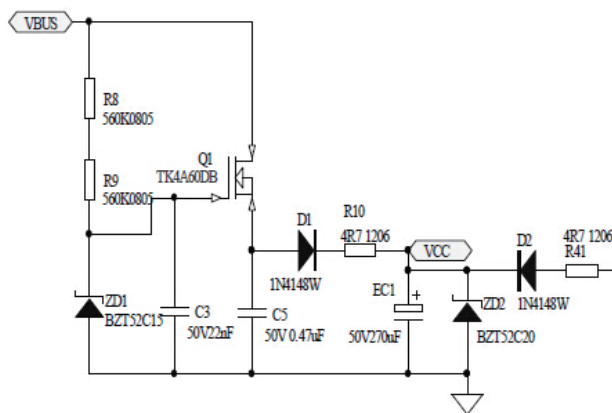 VBUS
R8
560K0805
Q1
TK4A60DB
R9
560K0805
D1
R10
4R7 1206
VCC
D2
4R7 1206
R41
1N4148W
EC1
1N4148W
ZD1
BZT52C15
C3
50V22nF
C5
50V 0.47uF
+
50V270uF
ZD2
BZT52C20